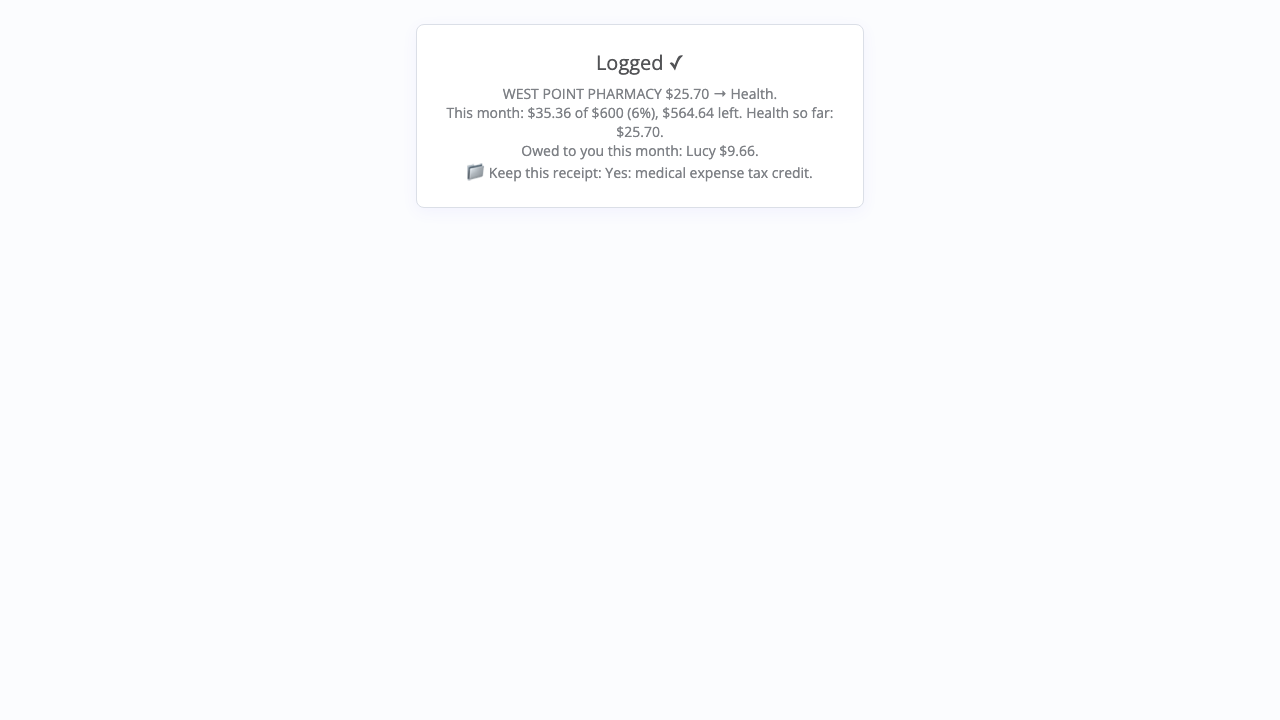 Logged ✓
WEST POINT PHARMACY $25.70 → Health.
This month: $35.36 of $600 (6%), $564.64 left. Health so far:
$25.70.
Owed to you this month: Lucy $9.66.
📁 Keep this receipt: Yes: medical expense tax credit.